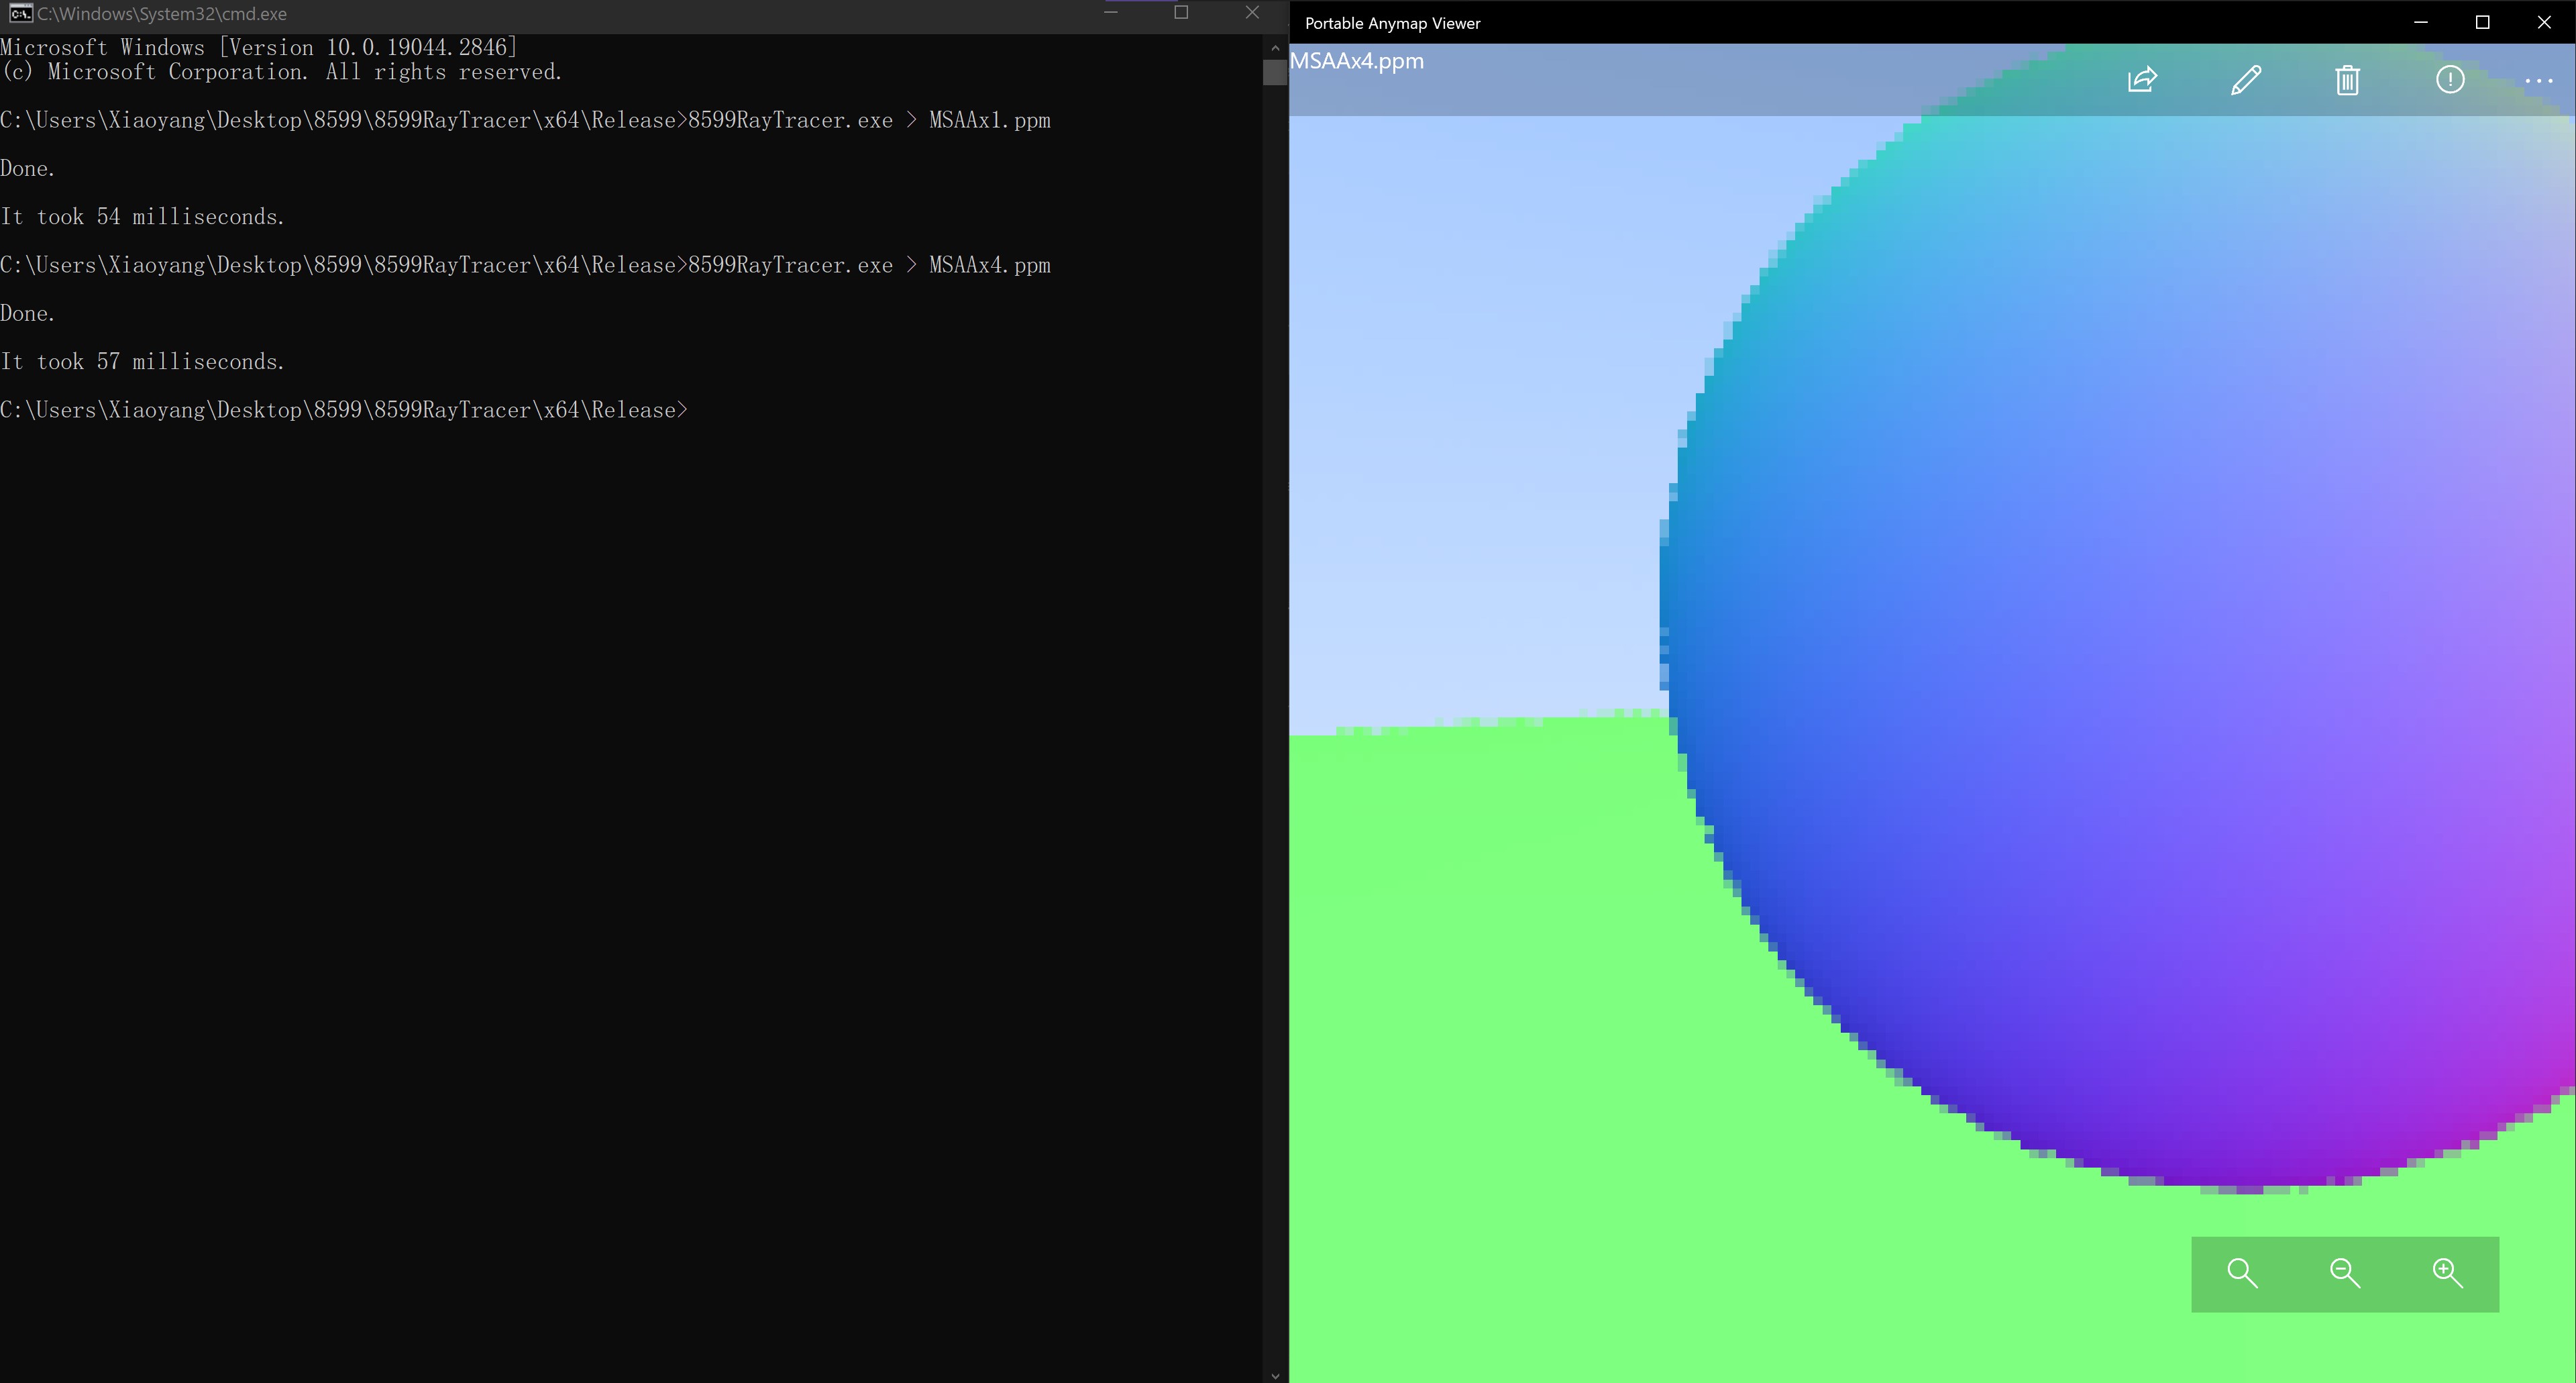 C:\Windows\System32\cmd.exe
Microsoft Windows [Version 10.0.19044.2846]
(c) Microsoft Corporation. All rights reserved.
C:\Users\Xiaoyang\Desktop\8599\8599RayTracer\x64\Release>8599RayTracer.exe > MSAAx1.ppm
Done.
It took 54 milliseconds.
C:\Users\Xiaoyang\Desktop\8599\8599RayTracer\x64\Release>8599RayTracer.exe > MSAAx4.ppm
Done.
It took 57 milliseconds.
C:\Users\Xiaoyang\Desktop\8599\8599RayTracer\x64\Release>
Portable Anymap Viewer
MSAAx4.ppm